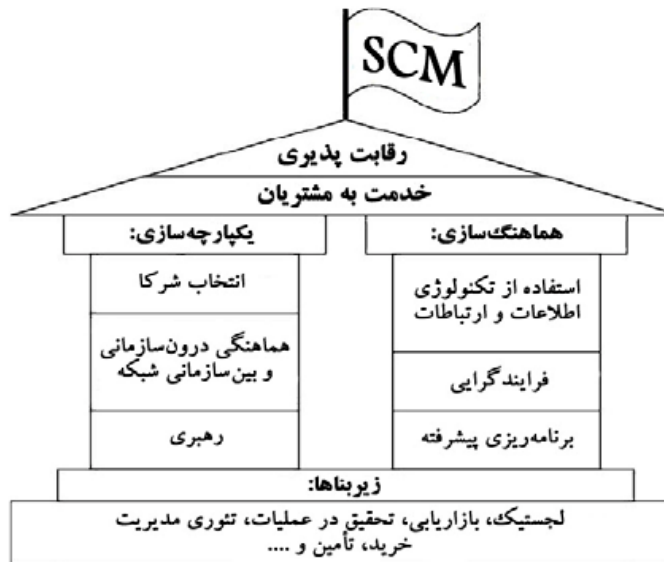 SCM
رقابت پذیری
خدمت به مشتریان
هماهنگ‌سازی:
استفاده از تکنولوژی
اطلاعات و ارتباطات
فرایندگرایی
برنامه‌ریزی پیشرفته
یکپارچه‌سازی:
انتخاب شرکا
هماهنگی درون‌سازمانی
و بین‌سازمانی شبکه
رهبری
زیربناها:
لجستیک، بازاریابی، تحقیق در عملیات، تئوری مدیریت
خرید، تأمین و ....